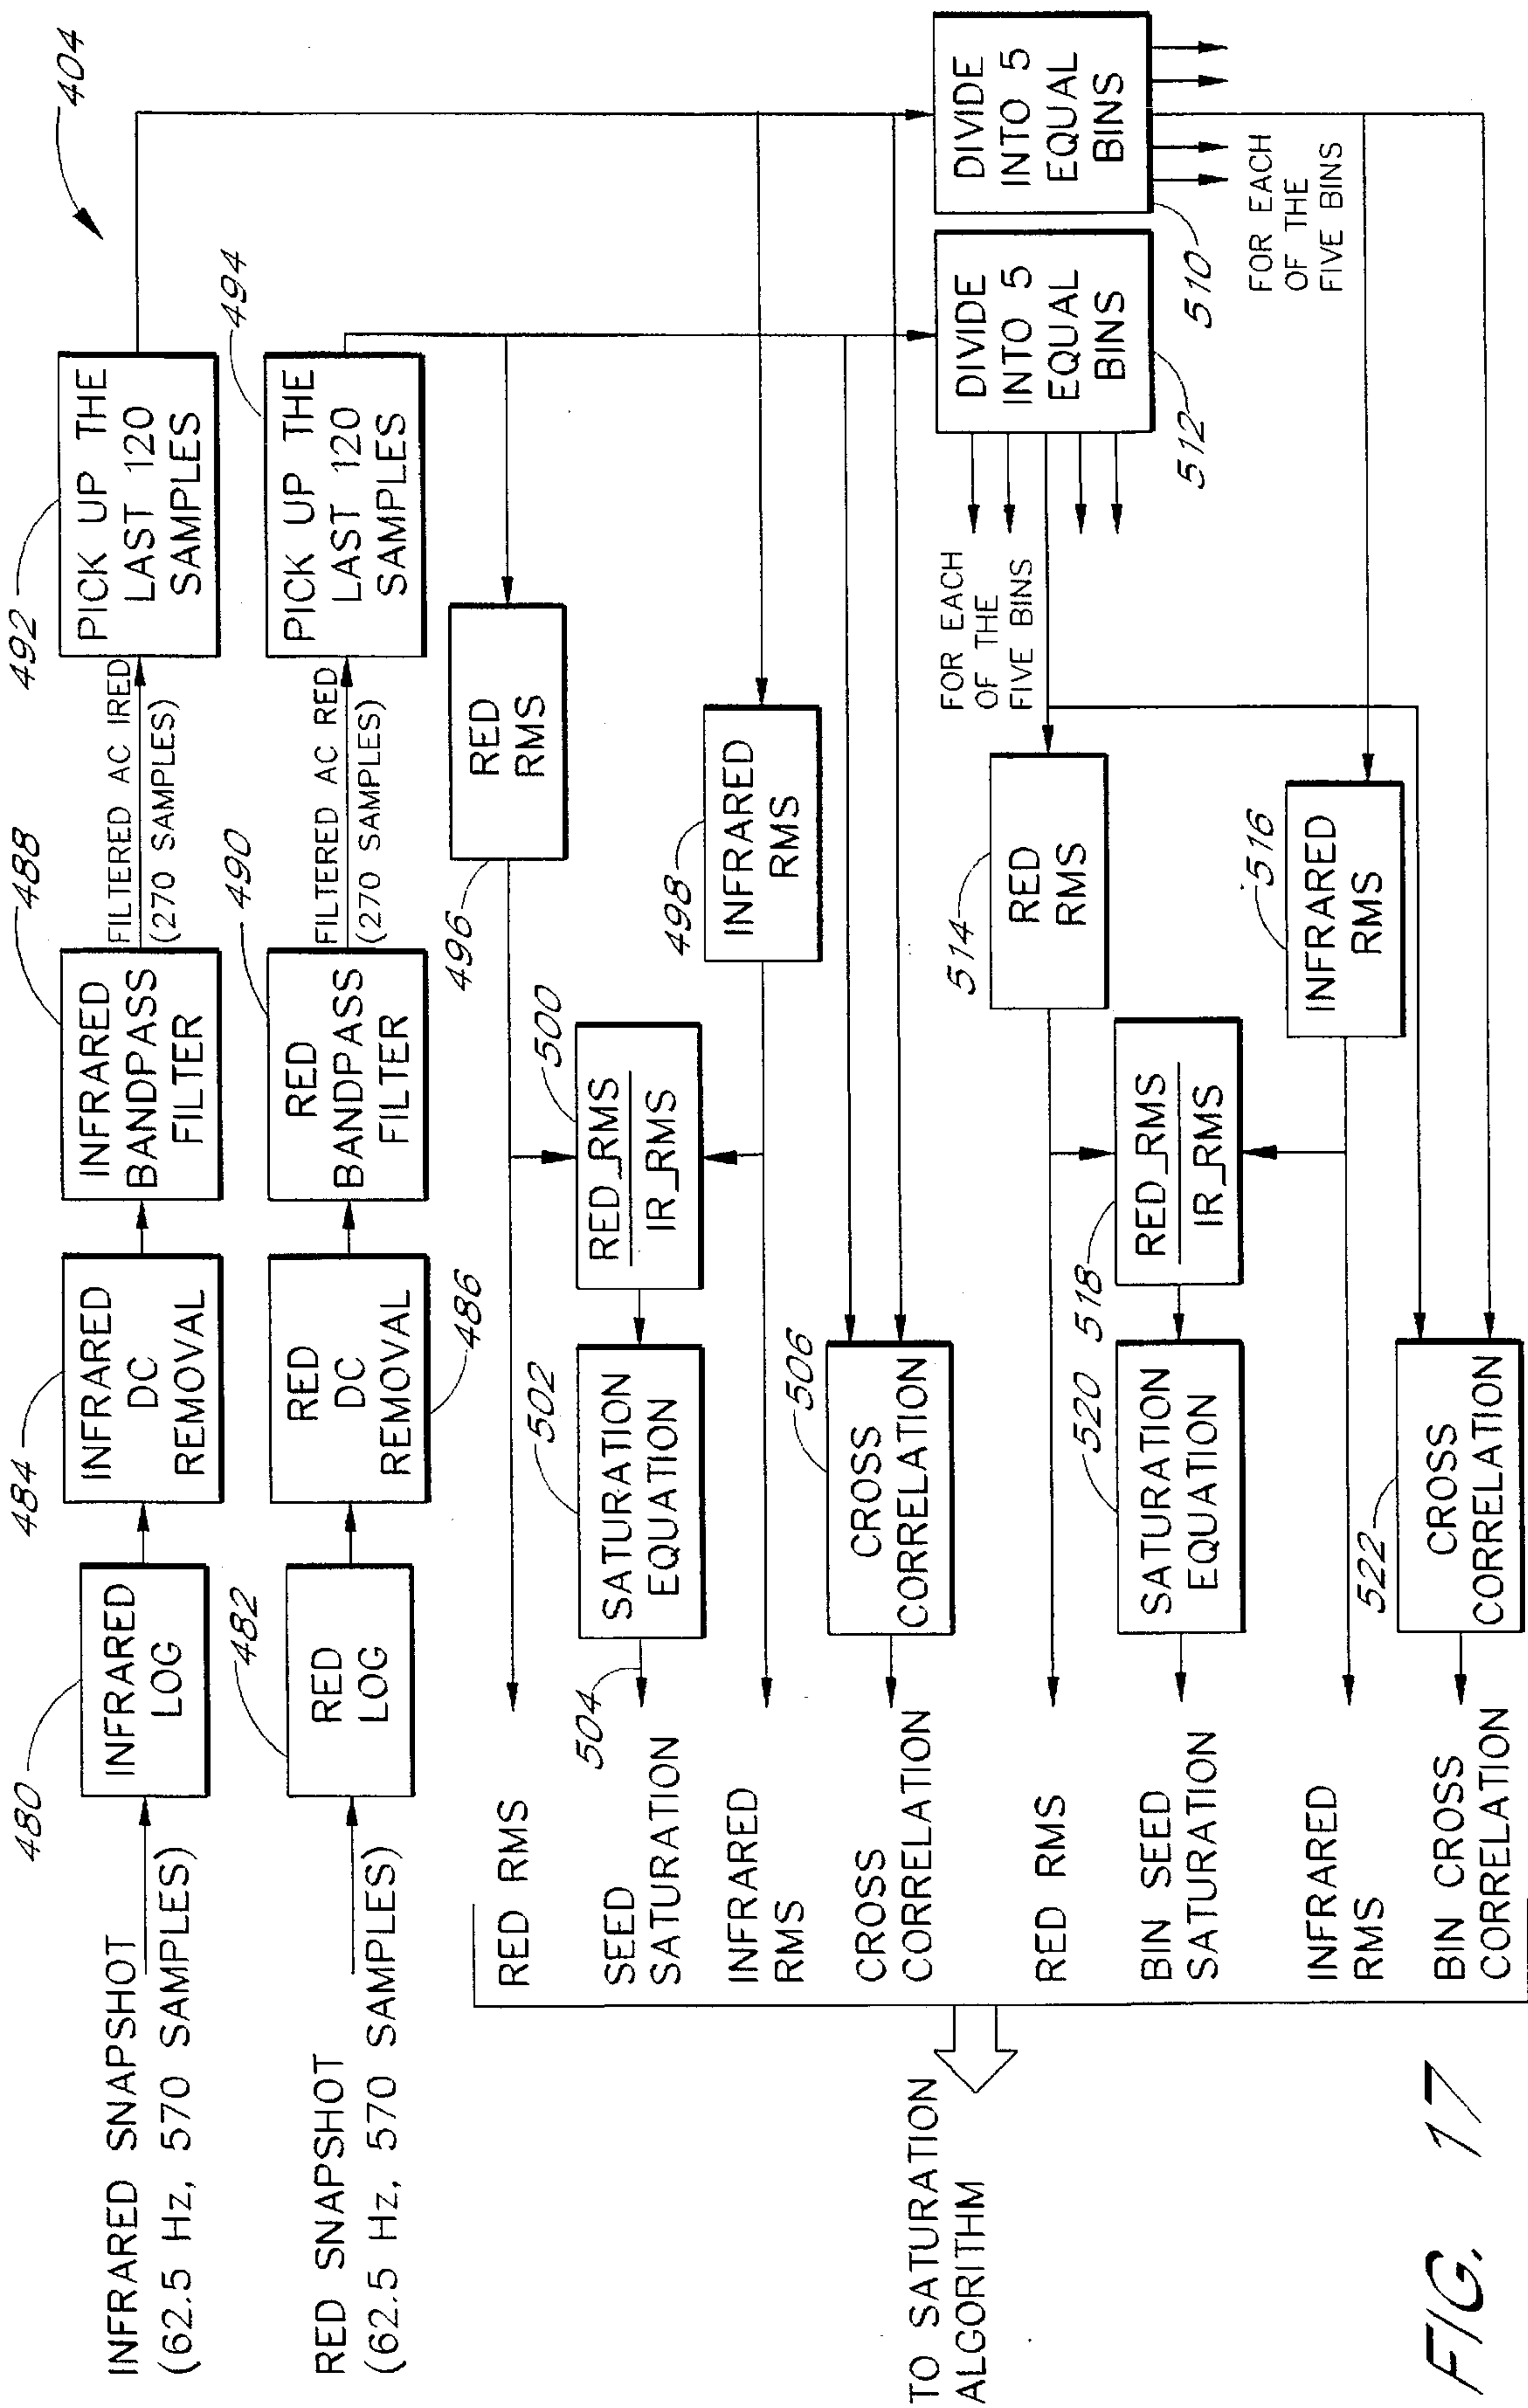 404
INFRARED SNAPSHOT
(62.5 Hz, 570 SAMPLES)
480
INFRARED
LOG
484
INFRARED
DC
REMOVAL
488
INFRARED
BANDPASS
FILTER
FILTERED AC IRED
(270 SAMPLES)
492
PICK UP THE
LAST 120
SAMPLES
RED SNAPSHOT
(62.5 Hz, 570 SAMPLES)
482
RED
LOG
486
RED
DC
REMOVAL
490
RED
BANDPASS
FILTER
FILTERED AC RED
(270 SAMPLES)
494
PICK UP THE
LAST 120
SAMPLES
RED RMS
496
RED
RMS
SEED
SATURATION
504
502
SATURATION
EQUATION
500
RED_RMS
IR_RMS
INFRARED
RMS
498
INFRARED
RMS
CROSS
CORRELATION
506
CROSS
CORRELATION
TO SATURATION
ALGORITHM
DIVIDE
INTO 5
EQUAL
BINS
512
DIVIDE
INTO 5
EQUAL
BINS
510
FOR EACH
OF THE
FIVE BINS
FOR EACH
OF THE
FIVE BINS
RED RMS
514
RED
RMS
BIN SEED
SATURATION
520
SATURATION
EQUATION
518
RED_RMS
IR_RMS
INFRARED
RMS
516
INFRARED
RMS
BIN CROSS
CORRELATION
522
CROSS
CORRELATION
FIG. 17